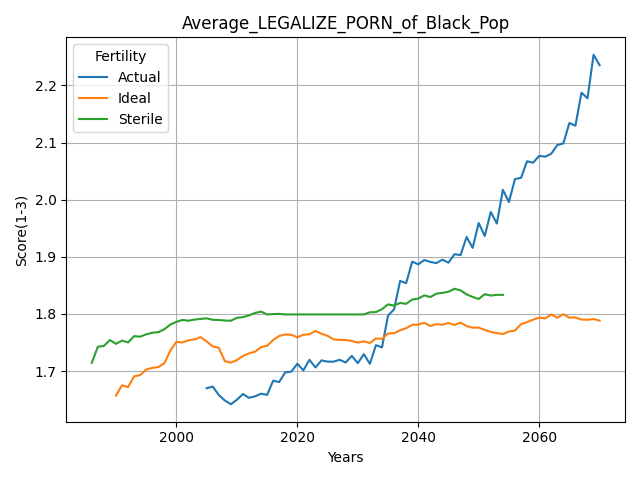 Average_LEGALIZE_PORN_of_Black_Pop
Fertility
Actual
Ideal
Sterile
Score(1-3)
2.2
2.1
2.0
1.9
1.8
1.7
2000
2020
2040
2060
Years